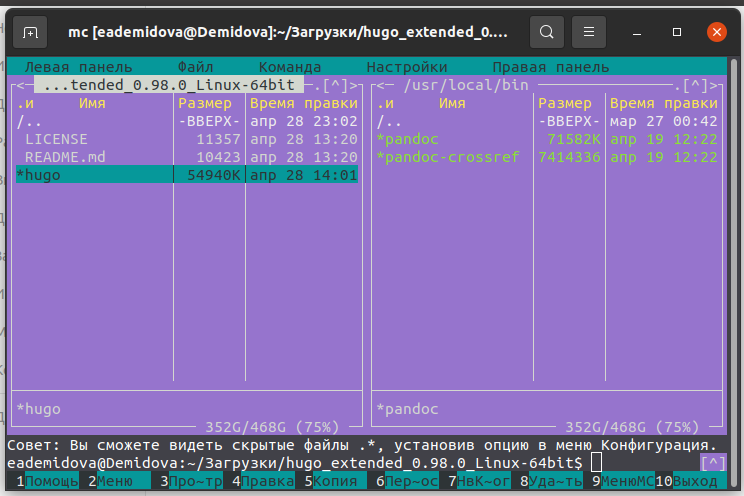 mc [eademidova@Demidova]:~/Загрузки/hugo_extended_0....
Левая панель Файл Команда Настройки Правая панель
<— ...tended_0.98.0_Linux-64bit —.[^]> <— /usr/local/bin —.[^]>
.и Имя Размер Время правки .и Имя Размер Время правки
/.. -ВВЕРХ- апр 28 23:02 /.. -ВВЕРХ- мар 27 00:42
LICENSE 11357 апр 28 13:20 *pandoc 71582K апр 19 12:22
README.md 10423 апр 28 13:20 *pandoc-crossref 7414336 апр 19 12:22
*hugo 54940K апр 28 14:01
*hugo *pandoc
352G/468G (75%) 352G/468G (75%)
Совет: Вы сможете видеть скрытые файлы .*, установив опцию в меню Конфигурация.
eademidova@Demidova:~/Загрузки/hugo_extended_0.98.0_Linux-64bit$ [^]
1Помощь 2Меню 3Про~тр 4Правка 5Копия 6Пер~ос 7НвК~ог 8Уда~ть 9МенюМС 10Выход